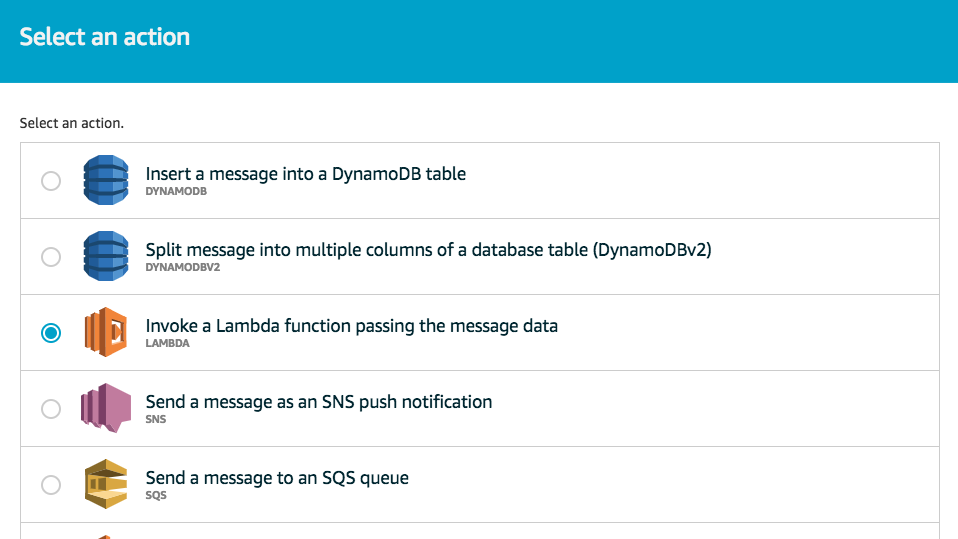 Select an action
Select an action.
Insert a message into a DynamoDB table
DYNAMODB
Split message into multiple columns of a database table (DynamoDBv2)
DYNAMODBV2
Invoke a Lambda function passing the message data
LAMBDA
Send a message as an SNS push notification
SNS
Send a message to an SQS queue
SQS